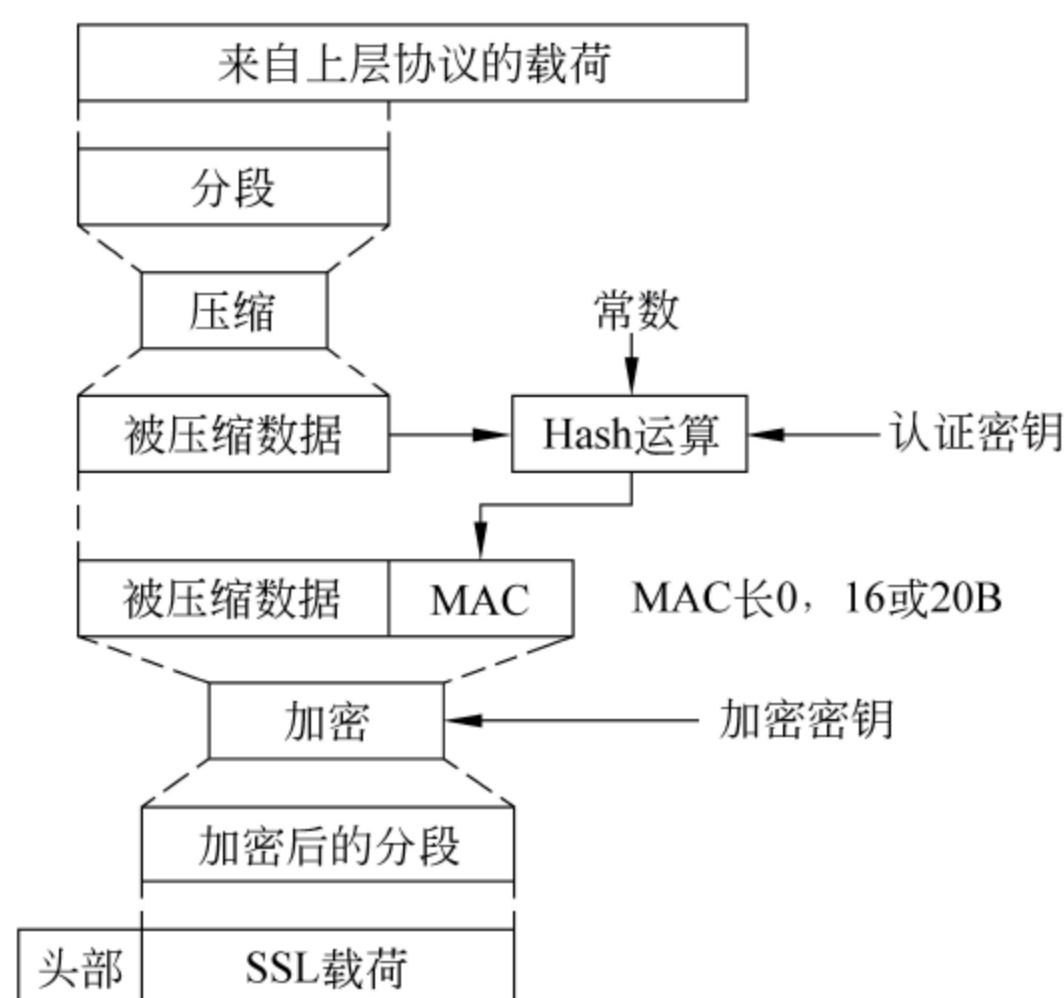 来自上层协议的载荷
分段
压缩
常数
被压缩数据
Hash运算
认证密钥
被压缩数据
MAC
MAC长0，16或20B
加密
加密密钥
加密后的分段
头部
SSL载荷